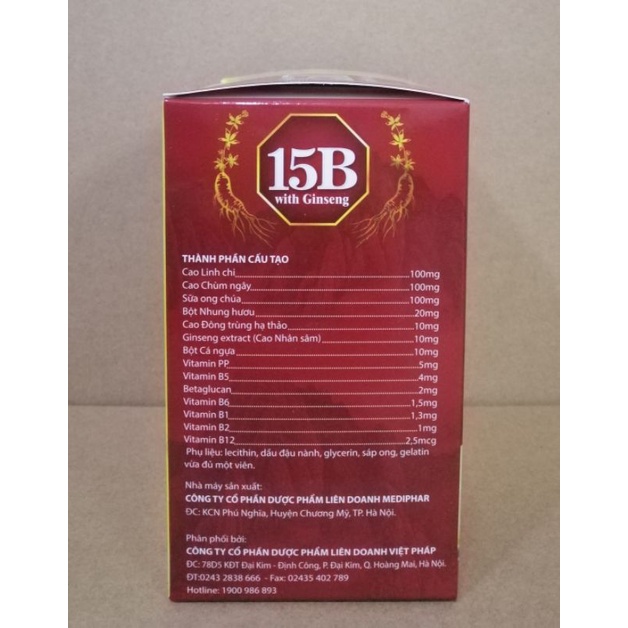 15B
with Ginseng
THÀNH PHẦN CẤU TẠO
Cao Linh chi 100mg
Cao Chùm ngây 100mg
Sữa ong chúa 100mg
Bột Nhung hươu 20mg
Cao Đông trùng hạ thảo 10mg
Ginseng extract (Cao Nhân sâm) 10mg
Bột Cá ngựa 10mg
Vitamin PP 5mg
Vitamin B5 4mg
Betaglucan 2mg
Vitamin B6 1,5mg
Vitamin B1 1,3mg
Vitamin B2 1mg
Vitamin B12 2,5mcg
Phụ liệu: lecithin, dầu đậu nành, glycerin, sáp ong, gelatin
vừa đủ một viên.
Nhà máy sản xuất:
CÔNG TY CỔ PHẦN DƯỢC PHẨM LIÊN DOANH MEDIPHAR
ĐC: KCN Phú Nghĩa, Huyện Chương Mỹ, TP. Hà Nội.
Phân phối bởi:
CÔNG TY CỔ PHẦN DƯỢC PHẨM LIÊN DOANH VIỆT PHÁP
ĐC: 78D5 KĐT Đại Kim - Định Công, P. Đại Kim, Q. Hoàng Mai, Hà Nội.
ĐT:0243 2838 666 - Fax: 02435 402 789
Hotline: 1900 986 893